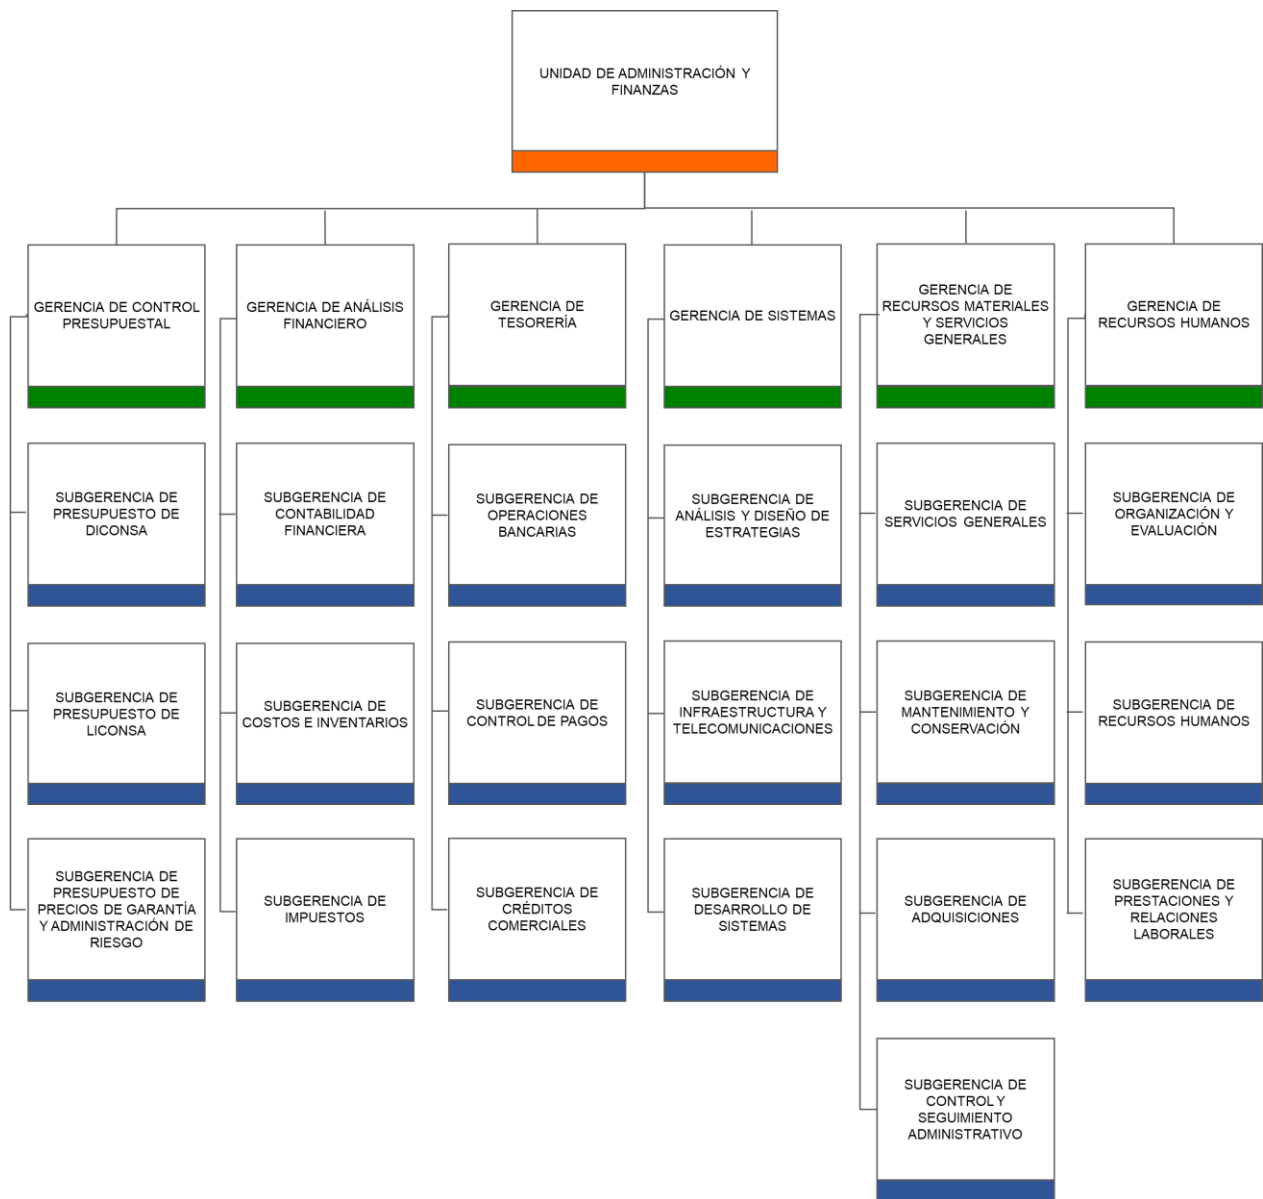 UNIDAD DE ADMINISTRACIÓN Y
FINANZAS
GERENCIA DE CONTROL
PRESUPUESTAL
GERENCIA DE ANÁLISIS
FINANCIERO
GERENCIA DE
TESORERÍA
GERENCIA DE SISTEMAS
GERENCIA DE
RECURSOS MATERIALES
Y SERVICIOS
GENERALES
GERENCIA DE
RECURSOS HUMANOS
SUBGERENCIA DE
PRESUPUESTO DE
DICONSA
SUBGERENCIA DE
CONTABILIDAD
FINANCIERA
SUBGERENCIA DE
OPERACIONES
BANCARIAS
SUBGERENCIA DE
ANÁLISIS Y DISEÑO DE
ESTRATEGIAS
SUBGERENCIA DE
SERVICIOS GENERALES
SUBGERENCIA DE
ORGANIZACIÓN Y
EVALUACIÓN
SUBGERENCIA DE
PRESUPUESTO DE
LICONSA
SUBGERENCIA DE
COSTOS E INVENTARIOS
SUBGERENCIA DE
CONTROL DE PAGOS
SUBGERENCIA DE
INFRAESTRUCTURA Y
TELECOMUNICACIONES
SUBGERENCIA DE
MANTENIMIENTO Y
CONSERVACIÓN
SUBGERENCIA DE
RECURSOS HUMANOS
SUBGERENCIA DE
PRESUPUESTO DE
PRECIOS DE GARANTÍA
Y ADMINISTRACIÓN DE
RIESGO
SUBGERENCIA DE
IMPUESTOS
SUBGERENCIA DE
CRÉDITOS
COMERCIALES
SUBGERENCIA DE
DESARROLLO DE
SISTEMAS
SUBGERENCIA DE
ADQUISICIONES
SUBGERENCIA DE
PRESTACIONES Y
RELACIONES
LABORALES
SUBGERENCIA DE
CONTROL Y
SEGUIMIENTO
ADMINISTRATIVO